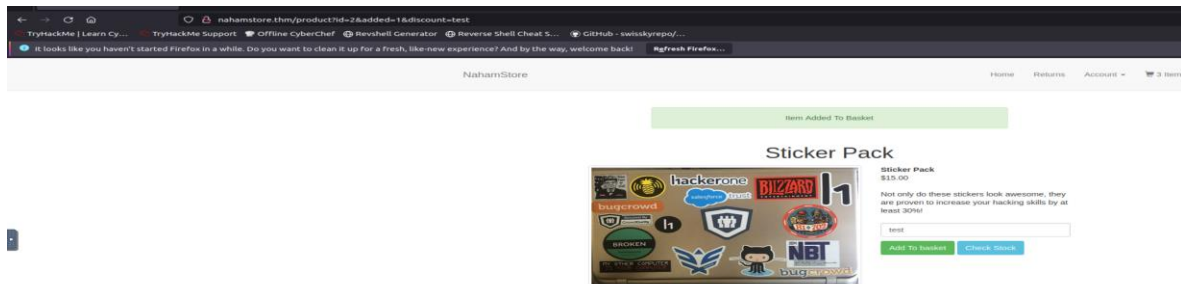 nahamstore.thm/product?id=2&added=1&discount=test
TryHackMe | Learn Cy... TryHackMe Support Offline CyberChef Revshell Generator Reverse Shell Cheat S... GitHub - swisskyrepo/...
It looks like you haven't started Firefox in a while. Do you want to clean it up for a fresh, like-new experience? And by the way, welcome back! Refresh Firefox...
NahamStore Home Returns Account 3 Item
Item Added To Basket
Sticker Pack
Sticker Pack
$15.00
Not only do these stickers look awesome, they
are proven to increase your hacking skills by at
least 30%!
test
Add To basket Check Stock
hackerone
BLIZZARD
salesforce trust
bugcrowd
BROKEN
NBT
bugcrowd